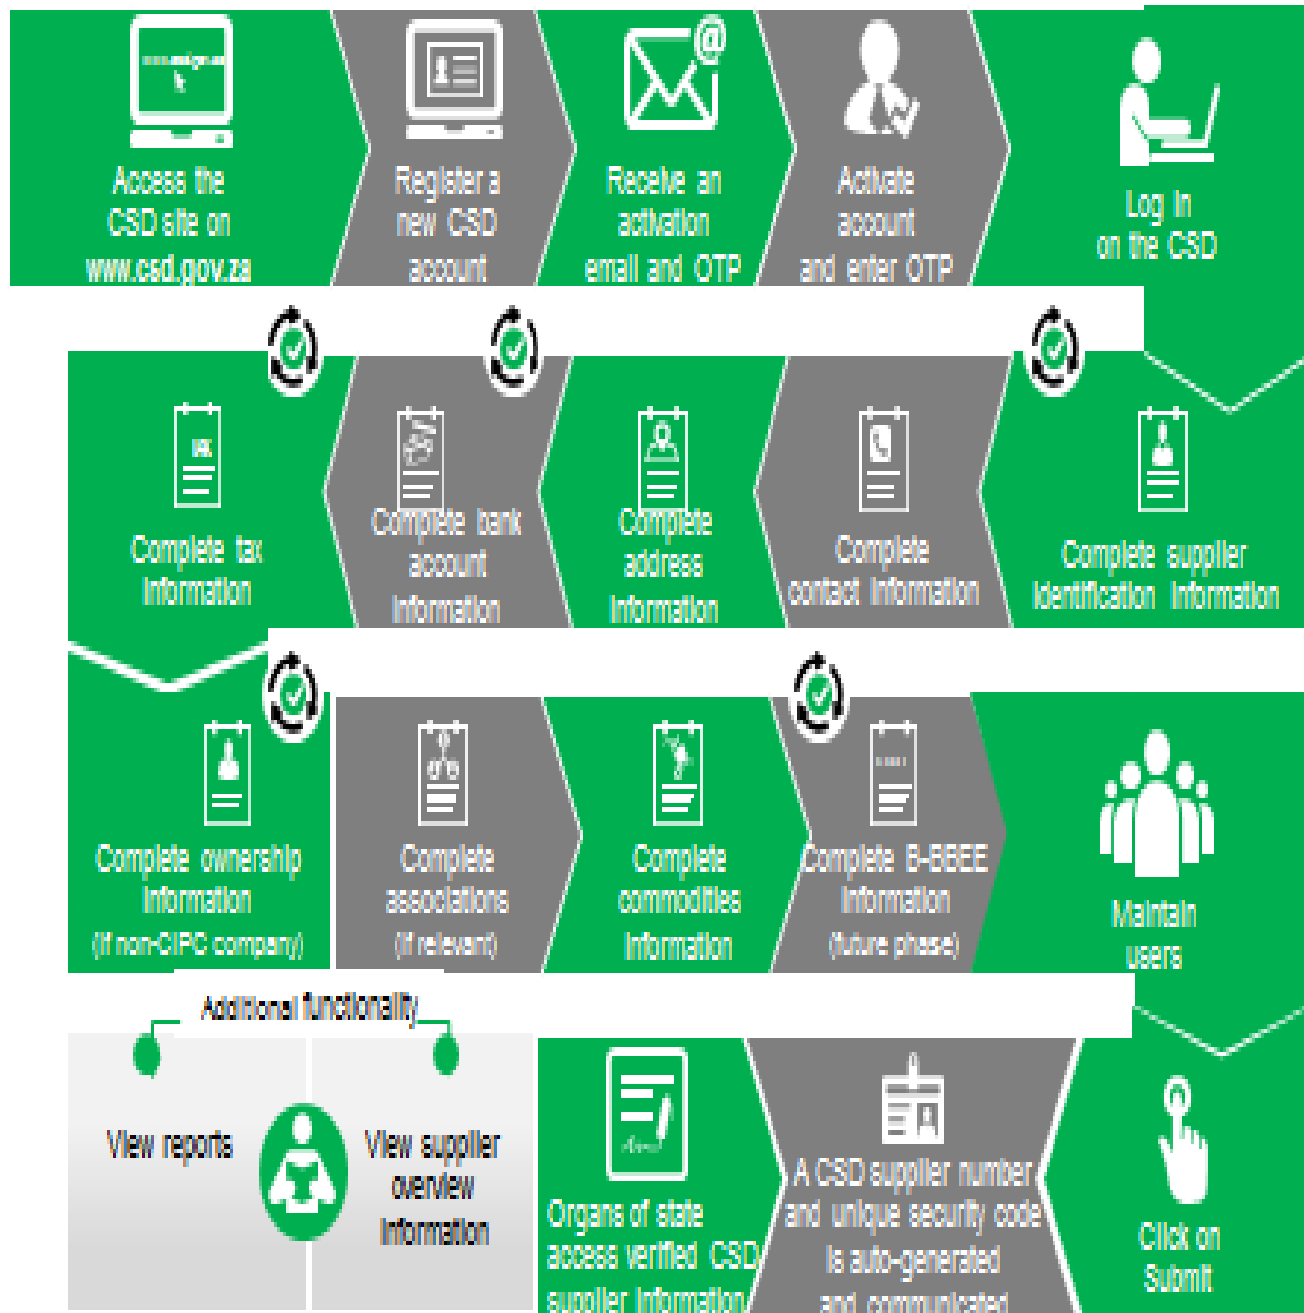 Access the
CSD site on
www.csd.gov.za
Register a
new CSD
account
Receive an
activation
email and OTP
Activate
account
and enter OTP
Log in
on the CSD
Complete supplier
Identification Information
Complete
contact Information
Complete
address
Information
Complete bank
account
Information
TAX
Complete tax
Information
Complete ownership
Information
(if non-CIPC company)
Complete
associations
(if relevant)
Complete
commodities
Information
Complete B-BBEE
Information
(future phase)
Maintain
users
Click on
Submit
A CSD supplier number
and unique security code
is auto-generated
and communicated
Organs of state
access verified CSD
supplier Information
Additional functionality
View reports
View supplier
overview
Information